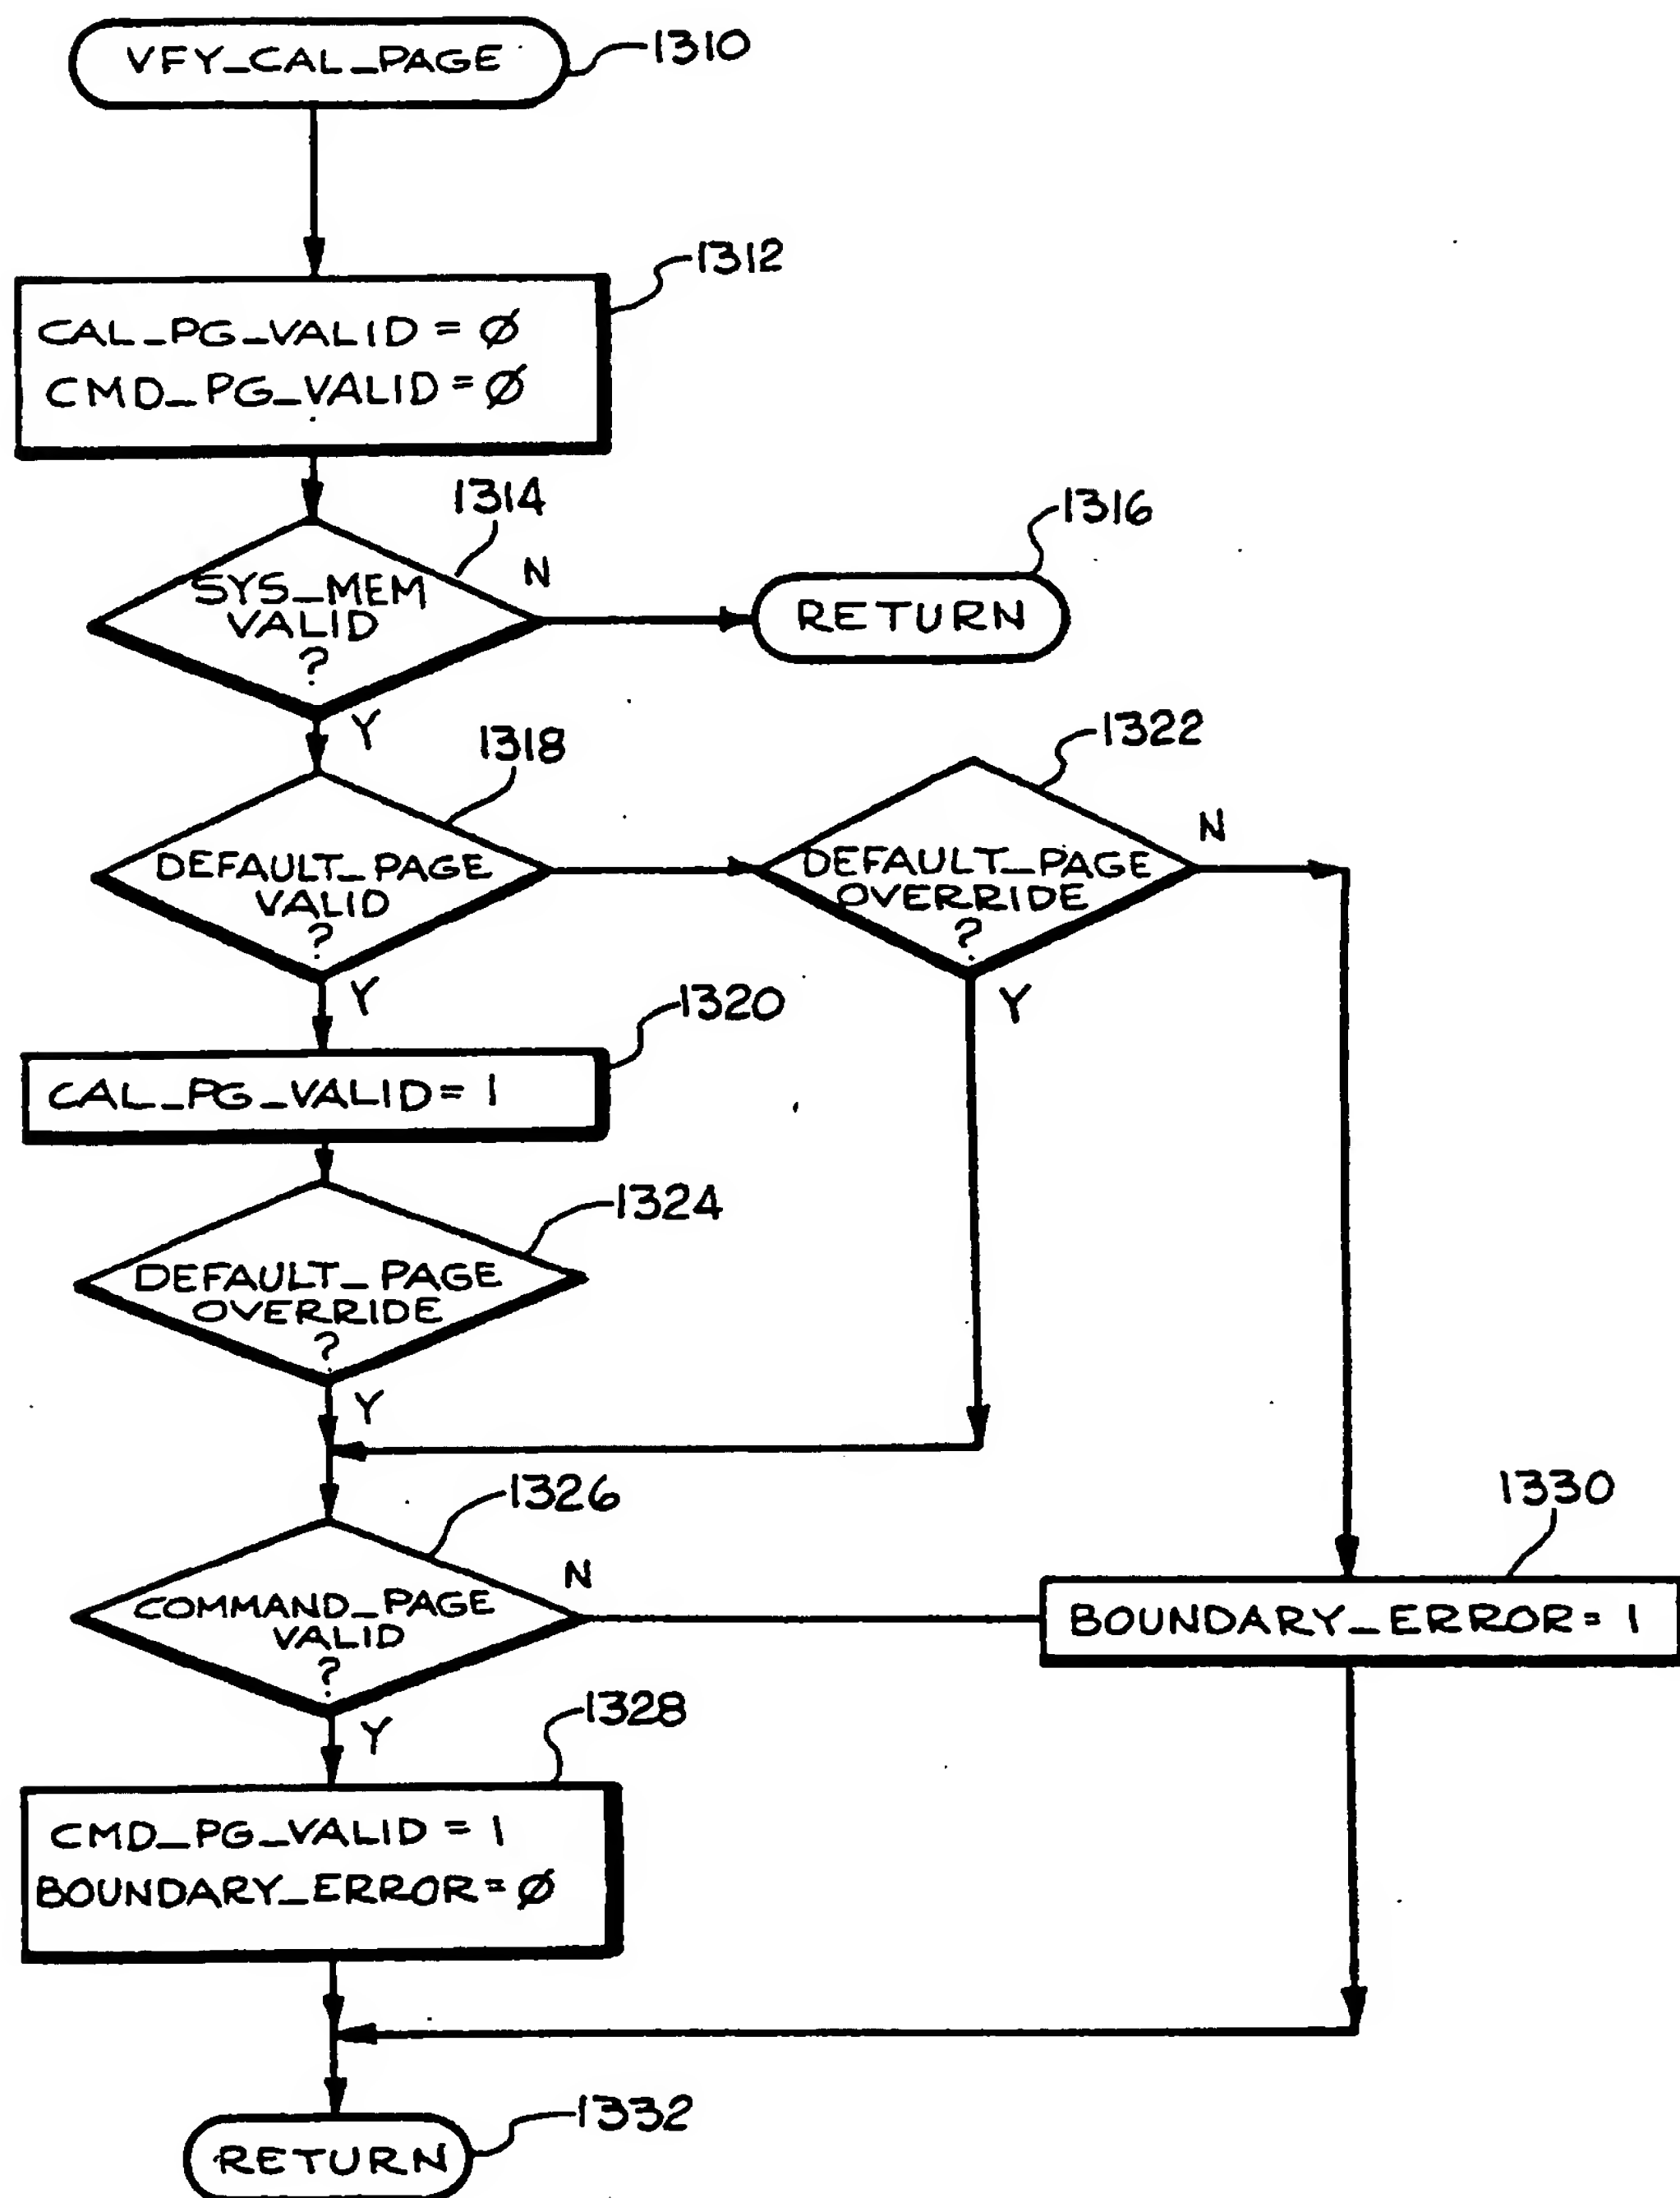 VFY_CAL_PAGE
1310
1312
CAL_PG_VALID = Ø
CMD_PG_VALID = Ø
1314
SYS_MEM
VALID
?
N
1316
RETURN
Y
1318
DEFAULT_PAGE
VALID
?
1322
DEFAULT_PAGE
OVERRIDE
?
N
Y
Y
1320
CAL_PG_VALID = 1
1324
DEFAULT_PAGE
OVERRIDE
?
Y
1326
COMMAND_PAGE
VALID
?
N
1330
BOUNDARY_ERROR = 1
Y
1328
CMD_PG_VALID = 1
BOUNDARY_ERROR = Ø
1332
RETURN